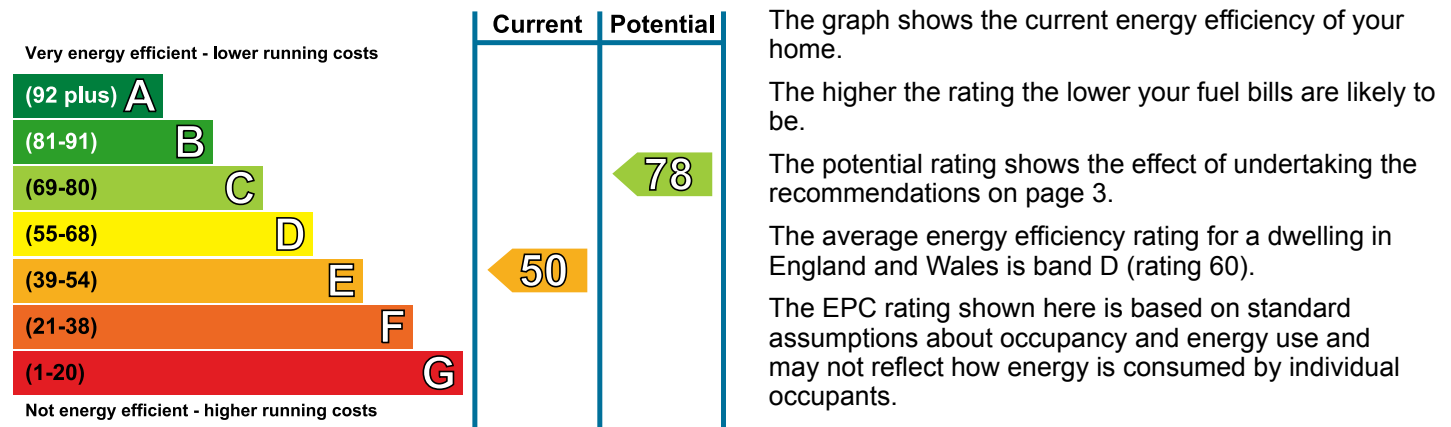 Current Potential
Very energy efficient - lower running costs
(92 plus) A
(81-91) B
(69-80) C
78
(55-68) D
(39-54) E
50
(21-38) F
(1-20) G
Not energy efficient - higher running costs
The graph shows the current energy efficiency of your
home.
The higher the rating the lower your fuel bills are likely to
be.
The potential rating shows the effect of undertaking the
recommendations on page 3.
The average energy efficiency rating for a dwelling in
England and Wales is band D (rating 60).
The EPC rating shown here is based on standard
assumptions about occupancy and energy use and
may not reflect how energy is consumed by individual
occupants.